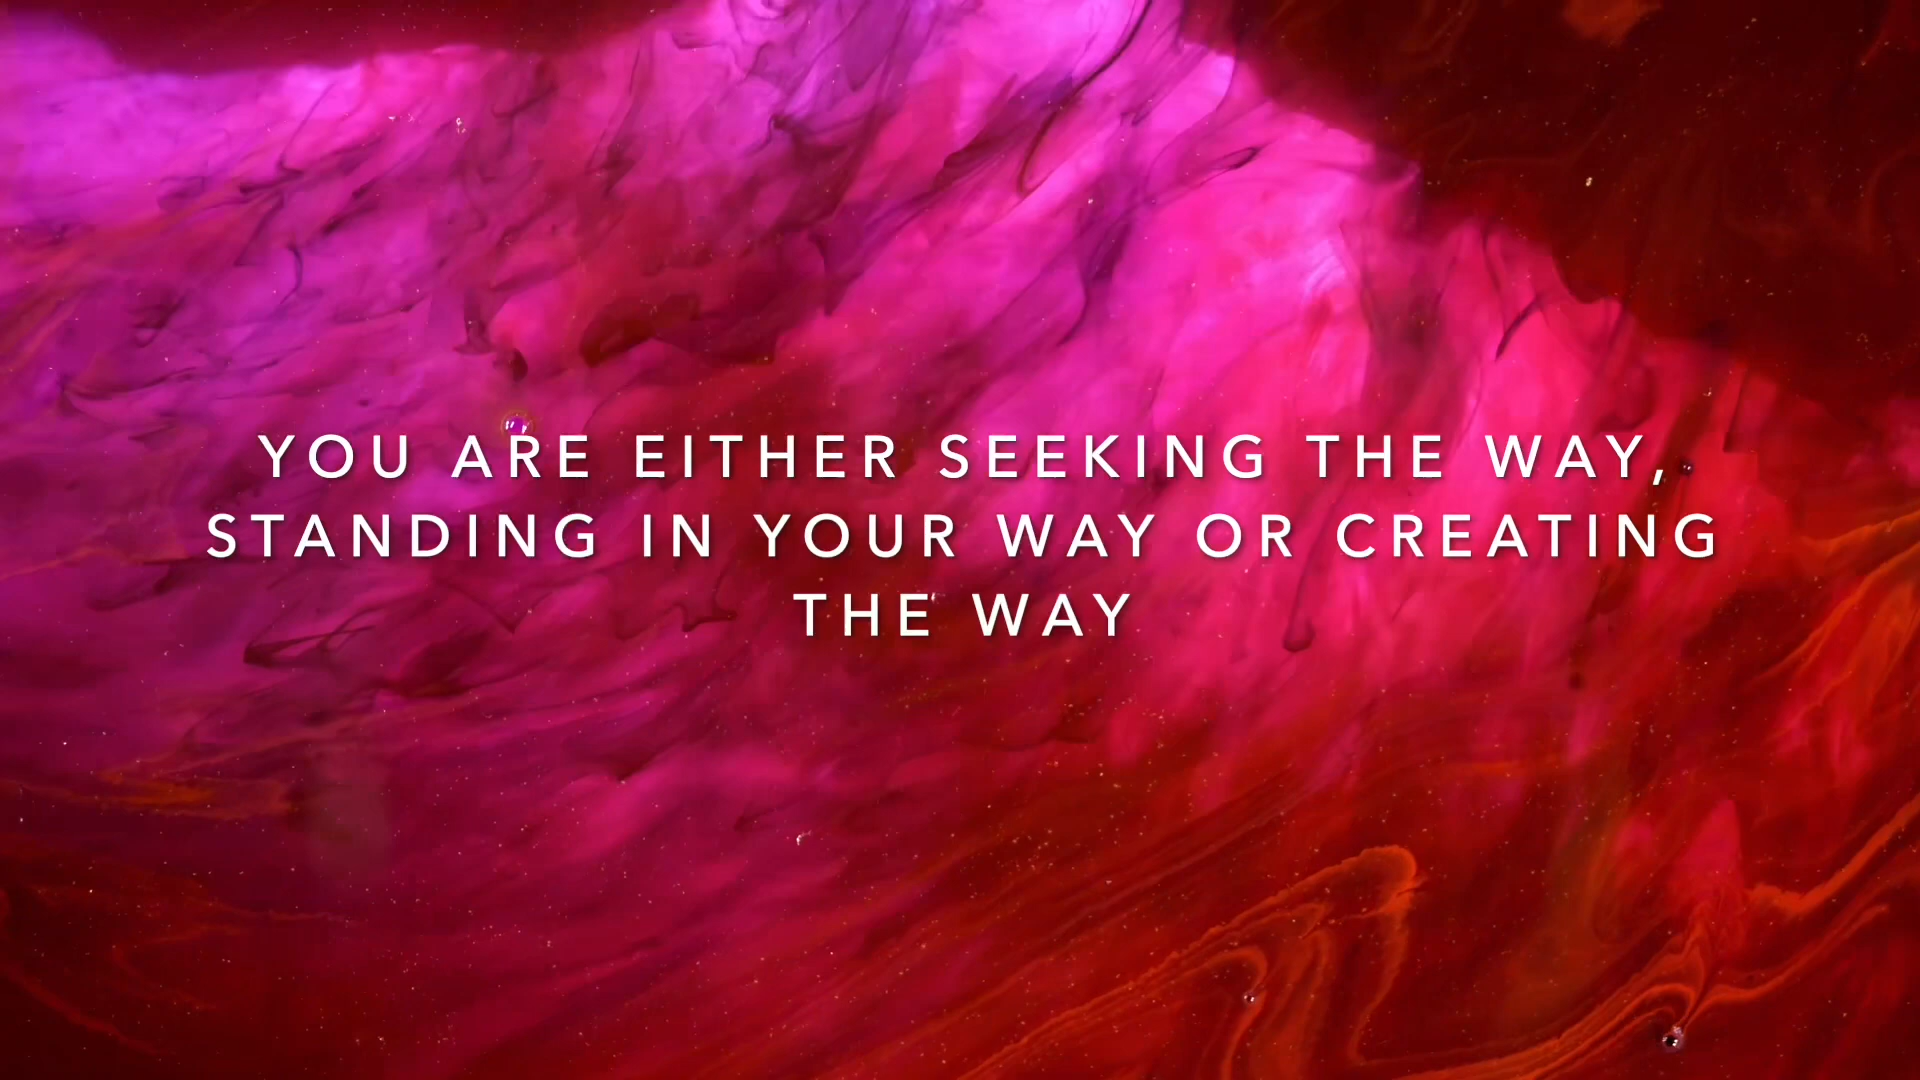 YOU ARE EITHER SEEKING THE WAY,
STANDING IN YOUR WAY OR CREATING
THE WAY